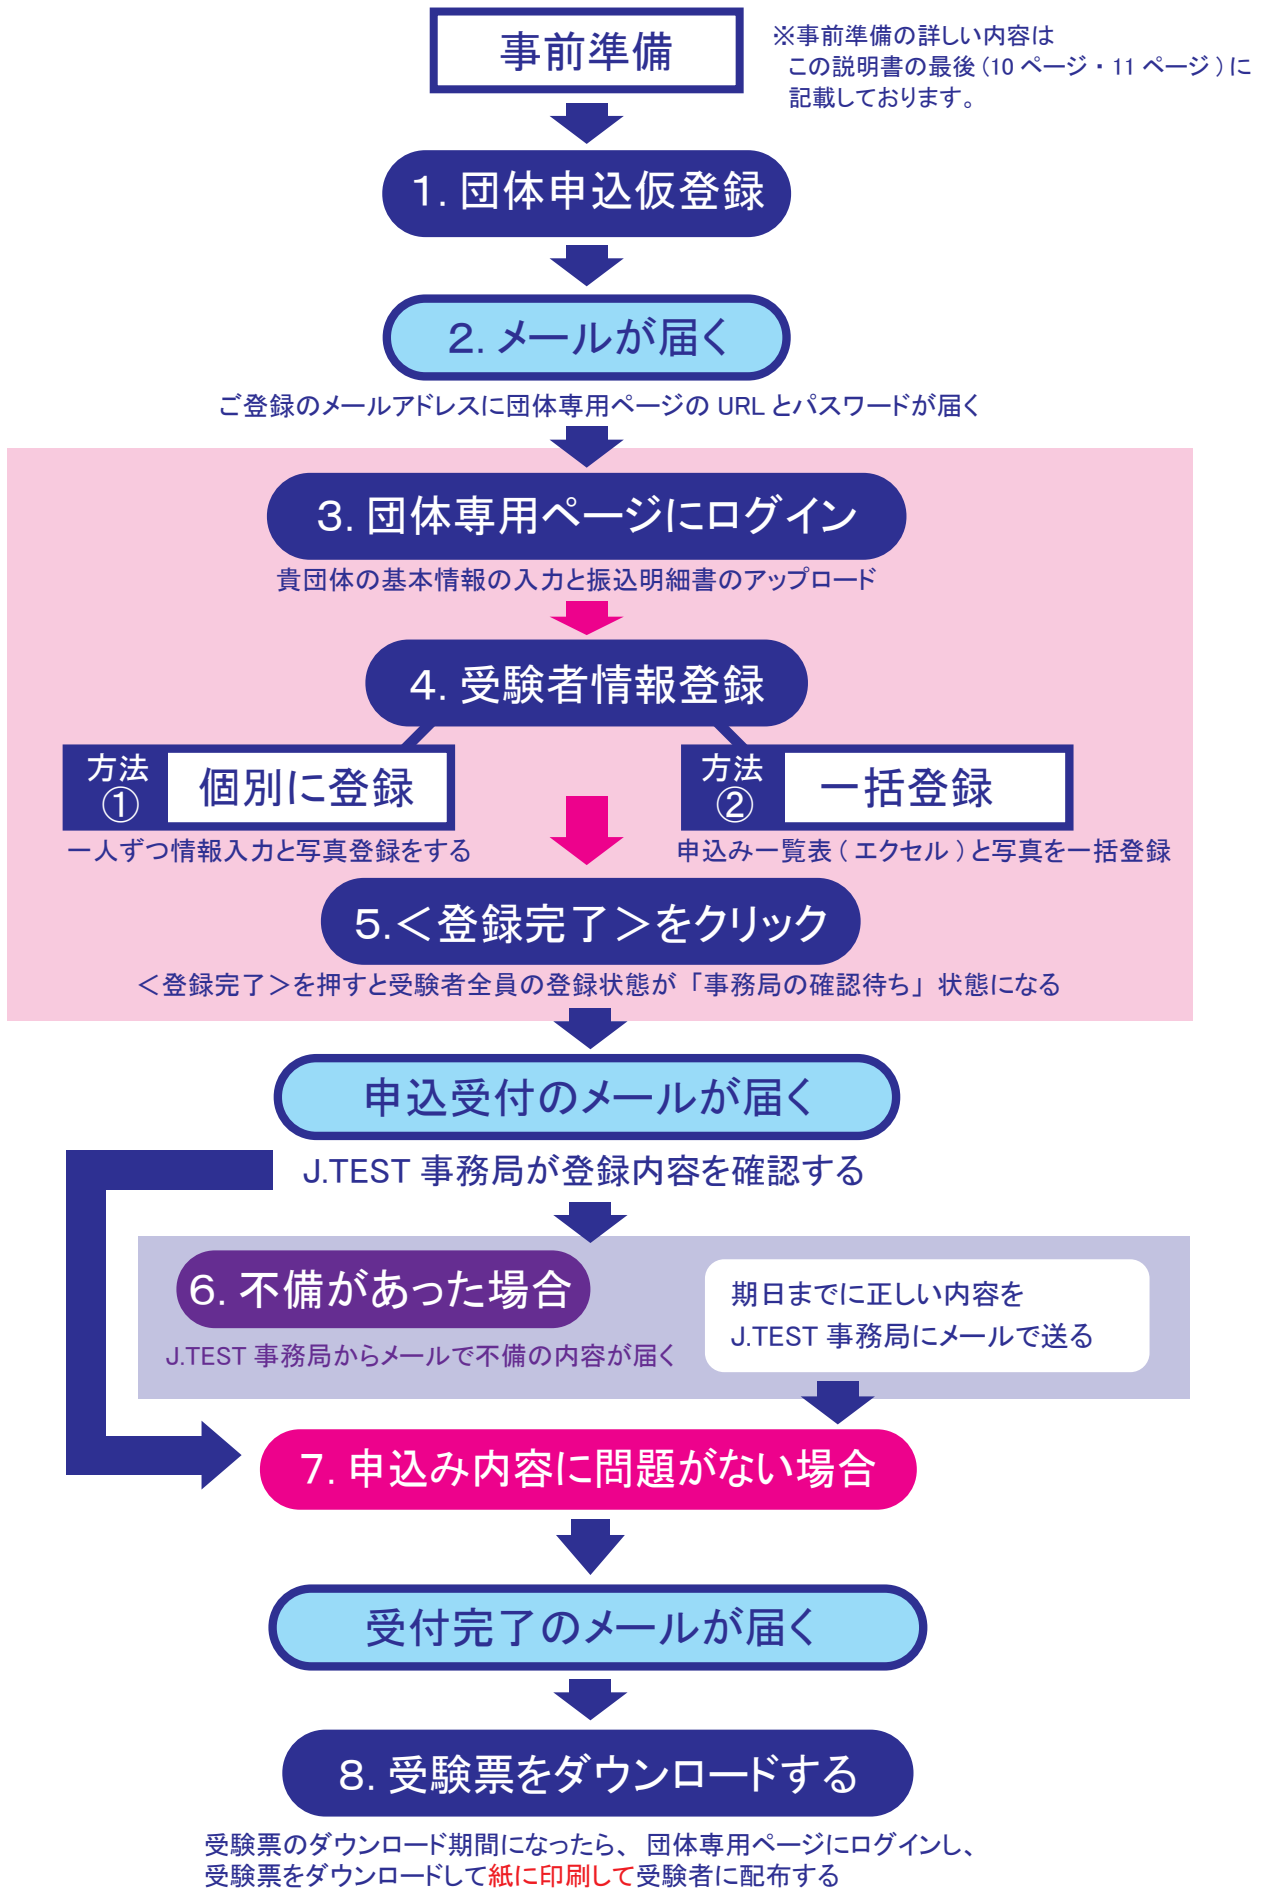 事前準備
※事前準備の詳しい内容は
この説明書の最後(10 ページ・11 ページ)に
記載しております。
1. 団体申込仮登録
2. メールが届く
ご登録のメールアドレスに団体専用ページの URL とパスワードが届く
3. 団体専用ページにログイン
貴団体の基本情報の入力と振込明細書のアップロード
4. 受験者情報登録
方法
①
個別に登録
一人ずつ情報入力と写真登録をする
方法
②
一括登録
申込み一覧表(エクセル)と写真を一括登録
5.＜登録完了＞をクリック
＜登録完了＞を押すと受験者全員の登録状態が「事務局の確認待ち」状態になる
申込受付のメールが届く
J.TEST 事務局が登録内容を確認する
6. 不備があった場合
J.TEST 事務局からメールで不備の内容が届く
期日までに正しい内容を
J.TEST 事務局にメールで送る
7. 申込み内容に問題がない場合
受付完了のメールが届く
8. 受験票をダウンロードする
受験票のダウンロード期間になったら、団体専用ページにログインし、
受験票をダウンロードして紙に印刷して受験者に配布する